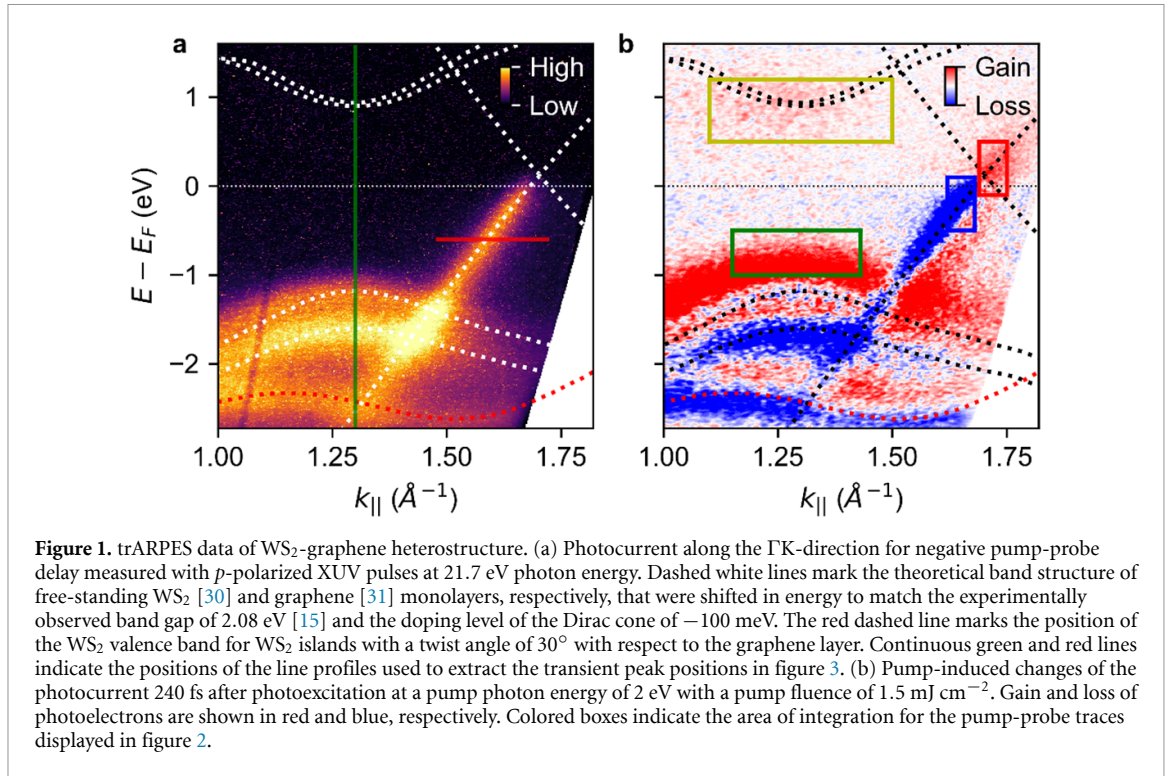 a
b
High
Low
Gain
Loss
1
0
−1
−2
E − E_F (eV)
1.00
1.25
1.50
1.75
1.00
1.25
1.50
1.75
k_|| (Å⁻¹)
k_|| (Å⁻¹)
Figure 1. trARPES data of WS₂-graphene heterostructure. (a) Photocurrent along the ΓK-direction for negative pump-probe
delay measured with p-polarized XUV pulses at 21.7 eV photon energy. Dashed white lines mark the theoretical band structure of
free-standing WS₂ [30] and graphene [31] monolayers, respectively, that were shifted in energy to match the experimentally
observed band gap of 2.08 eV [15] and the doping level of the Dirac cone of −100 meV. The red dashed line marks the position of
the WS₂ valence band for WS₂ islands with a twist angle of 30° with respect to the graphene layer. Continuous green and red lines
indicate the positions of the line profiles used to extract the transient peak positions in figure 3. (b) Pump-induced changes of the
photocurrent 240 fs after photoexcitation at a pump photon energy of 2 eV with a pump fluence of 1.5 mJ cm⁻². Gain and loss of
photoelectrons are shown in red and blue, respectively. Colored boxes indicate the area of integration for the pump-probe traces
displayed in figure 2.